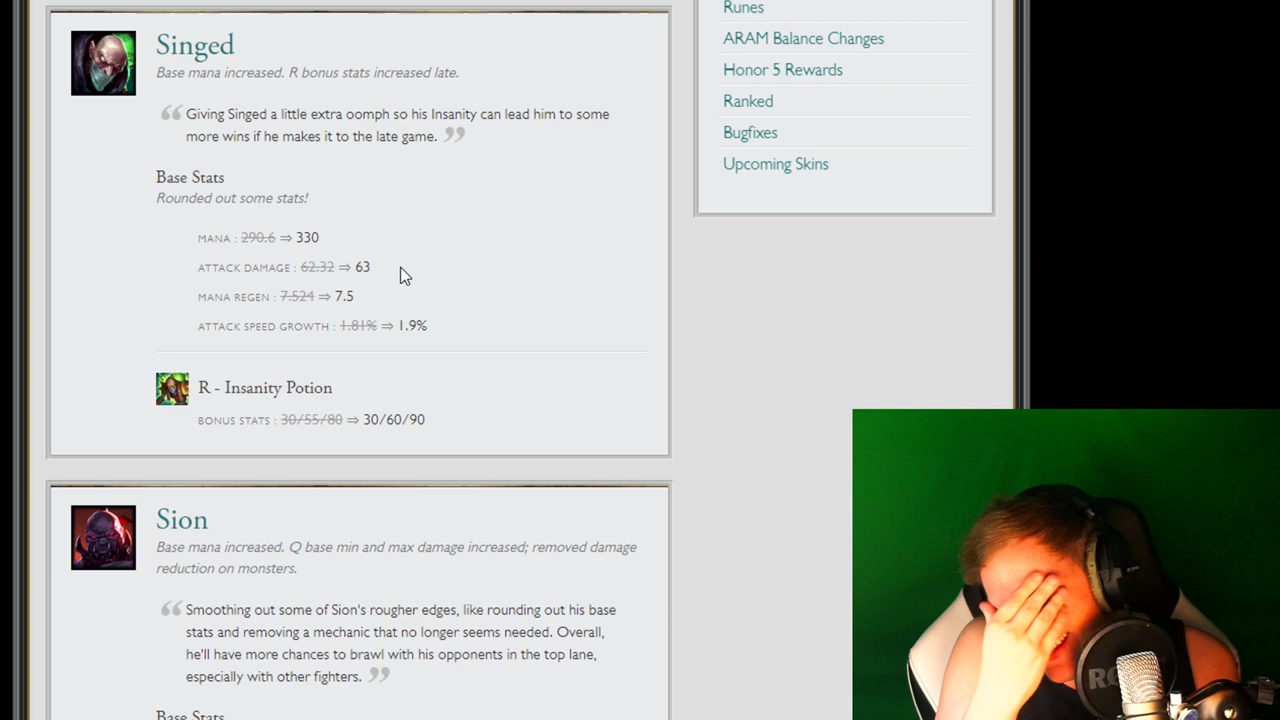 Singed
Base mana increased. R bonus stats increased late.
Giving Singed a little extra oomph so his Insanity can lead him to some
more wins if he makes it to the late game.
Base Stats
Rounded out some stats!
MANA : 290.6 ⇒ 330
ATTACK DAMAGE : 62.32 ⇒ 63
MANA REGEN : 7.524 ⇒ 7.5
ATTACK SPEED GROWTH : 1.81% ⇒ 1.9%
R - Insanity Potion
BONUS STATS : 30/55/80 ⇒ 30/60/90
Sion
Base mana increased. Q base min and max damage increased; removed damage
reduction on monsters.
Smoothing out some of Sion's rougher edges, like rounding out his base
stats and removing a mechanic that no longer seems needed. Overall,
he'll have more chances to brawl with his opponents in the top lane,
especially with other fighters.
Base Stats
Runes
ARAM Balance Changes
Honor 5 Rewards
Ranked
Bugfixes
Upcoming Skins